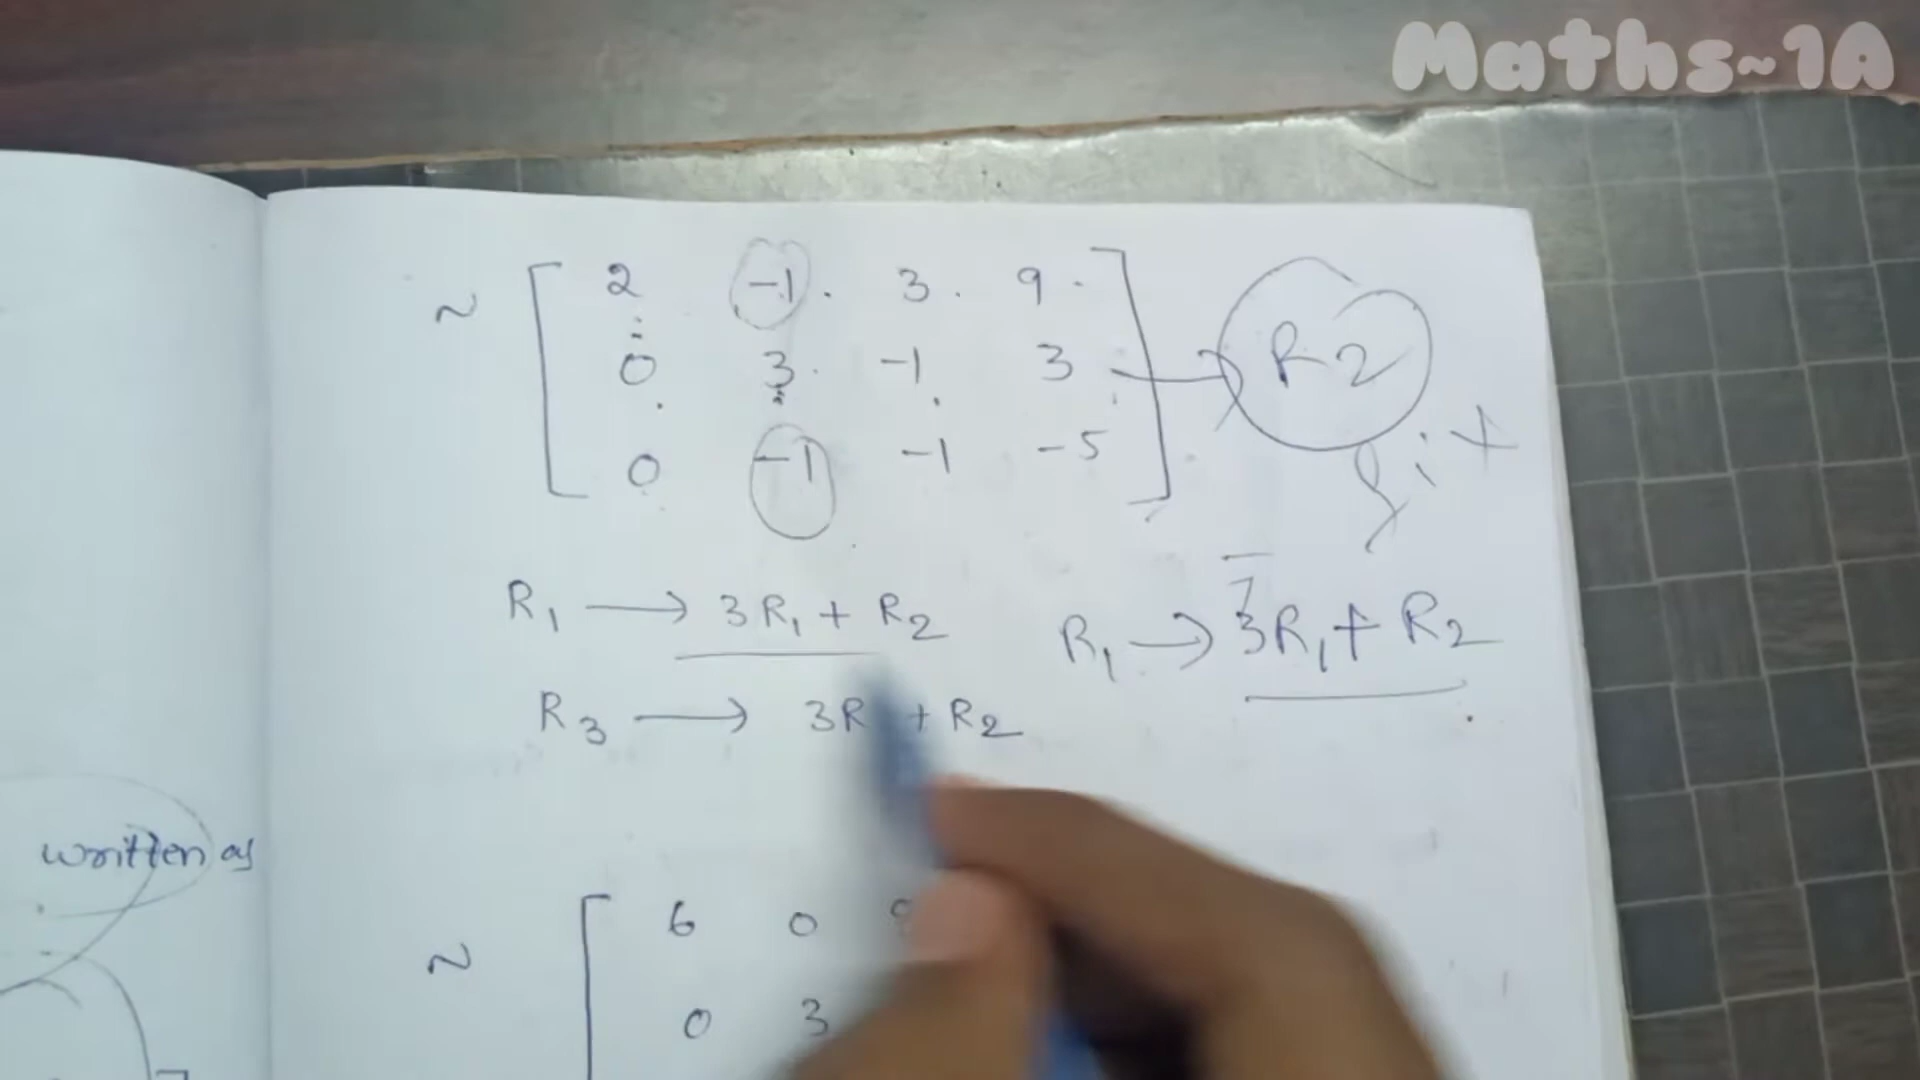 Maths~1A
~ [ 2 -1 3 9
0 3 -1 3
0 -1 -1 -5 ] → R2
R1 → 3R1 + R2
R1 → 3R1 + R2
R3 → 3R + R2
written as
~ [ 6 0
0 3